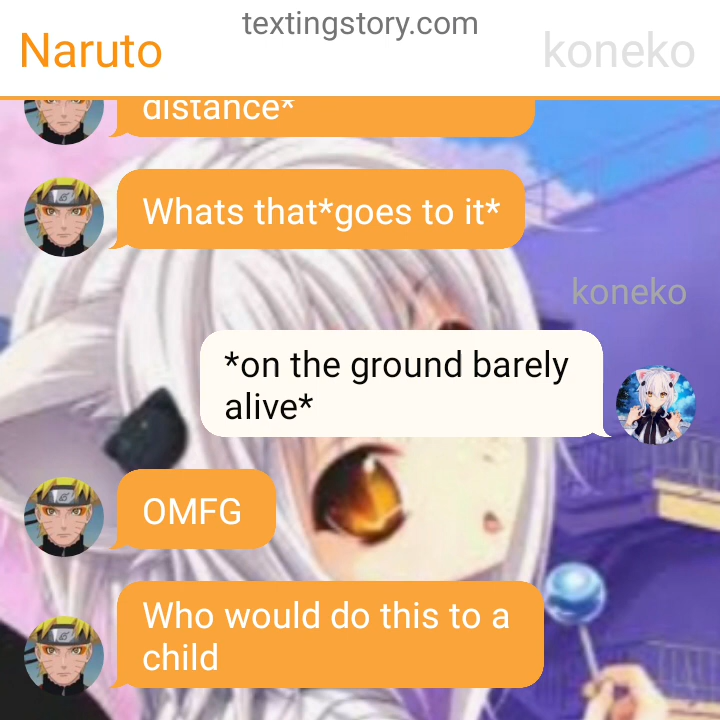 textingstory.com
Naruto
koneko
distance*
Whats that*goes to it*
koneko
*on the ground barely
alive*
OMFG
Who would do this to a
child